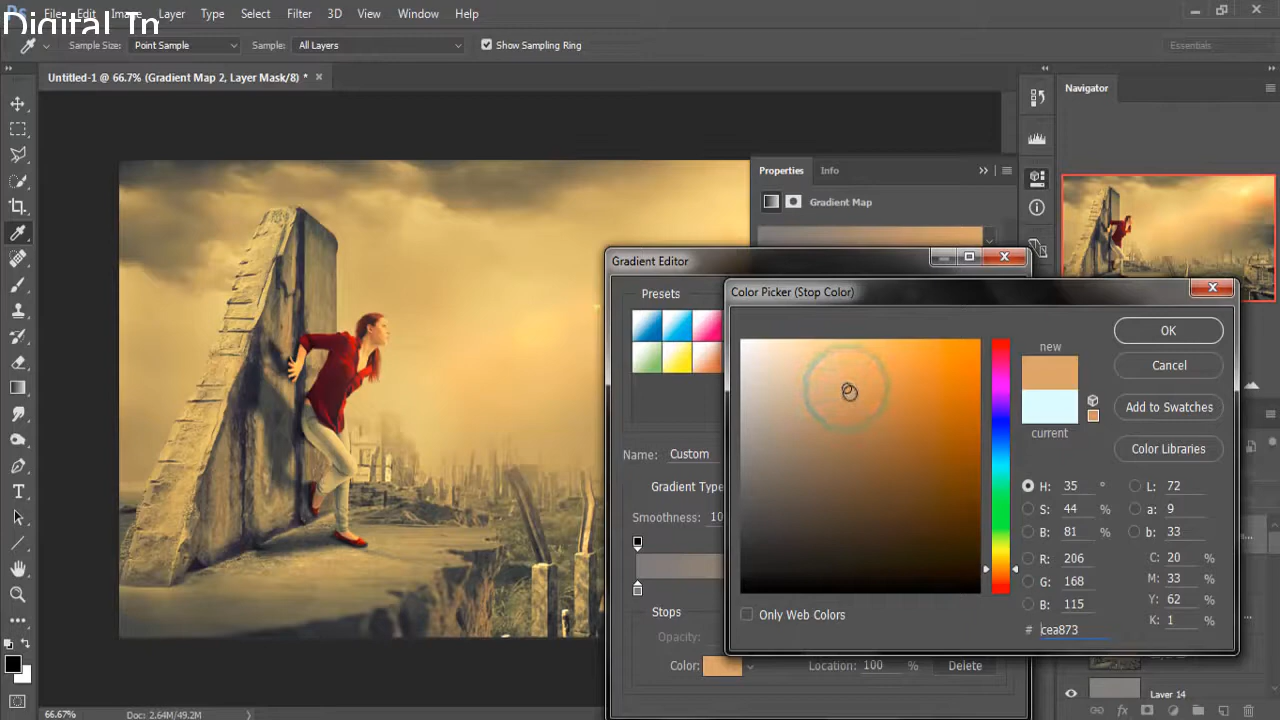 Ps File Edit Image Layer Type Select Filter 3D View Window Help
Digital
Sample Size: Point Sample Sample: All Layers Show Sampling Ring Essentials
Untitled-1 @ 66.7% (Gradient Map 2, Layer Mask/8) * ×
Navigator
Properties Info
Gradient Map
Gradient Editor
Color Picker (Stop Color)
Presets
OK
new
Cancel
Add to Swatches
current
Color Libraries
Name: Custom
Gradient Type
H: 35 ° L: 72
S: 44 % a: 9
Smoothness: 10
B: 81 % b: 33
R: 206 C: 20 %
G: 168 M: 33 %
B: 115 Y: 62 %
Stops
Only Web Colors
K: 1 %
Opacity:
# cea873
Color: Location: 100 % Delete
Layer 14
66.67% Doc: 2.64M/49.2M